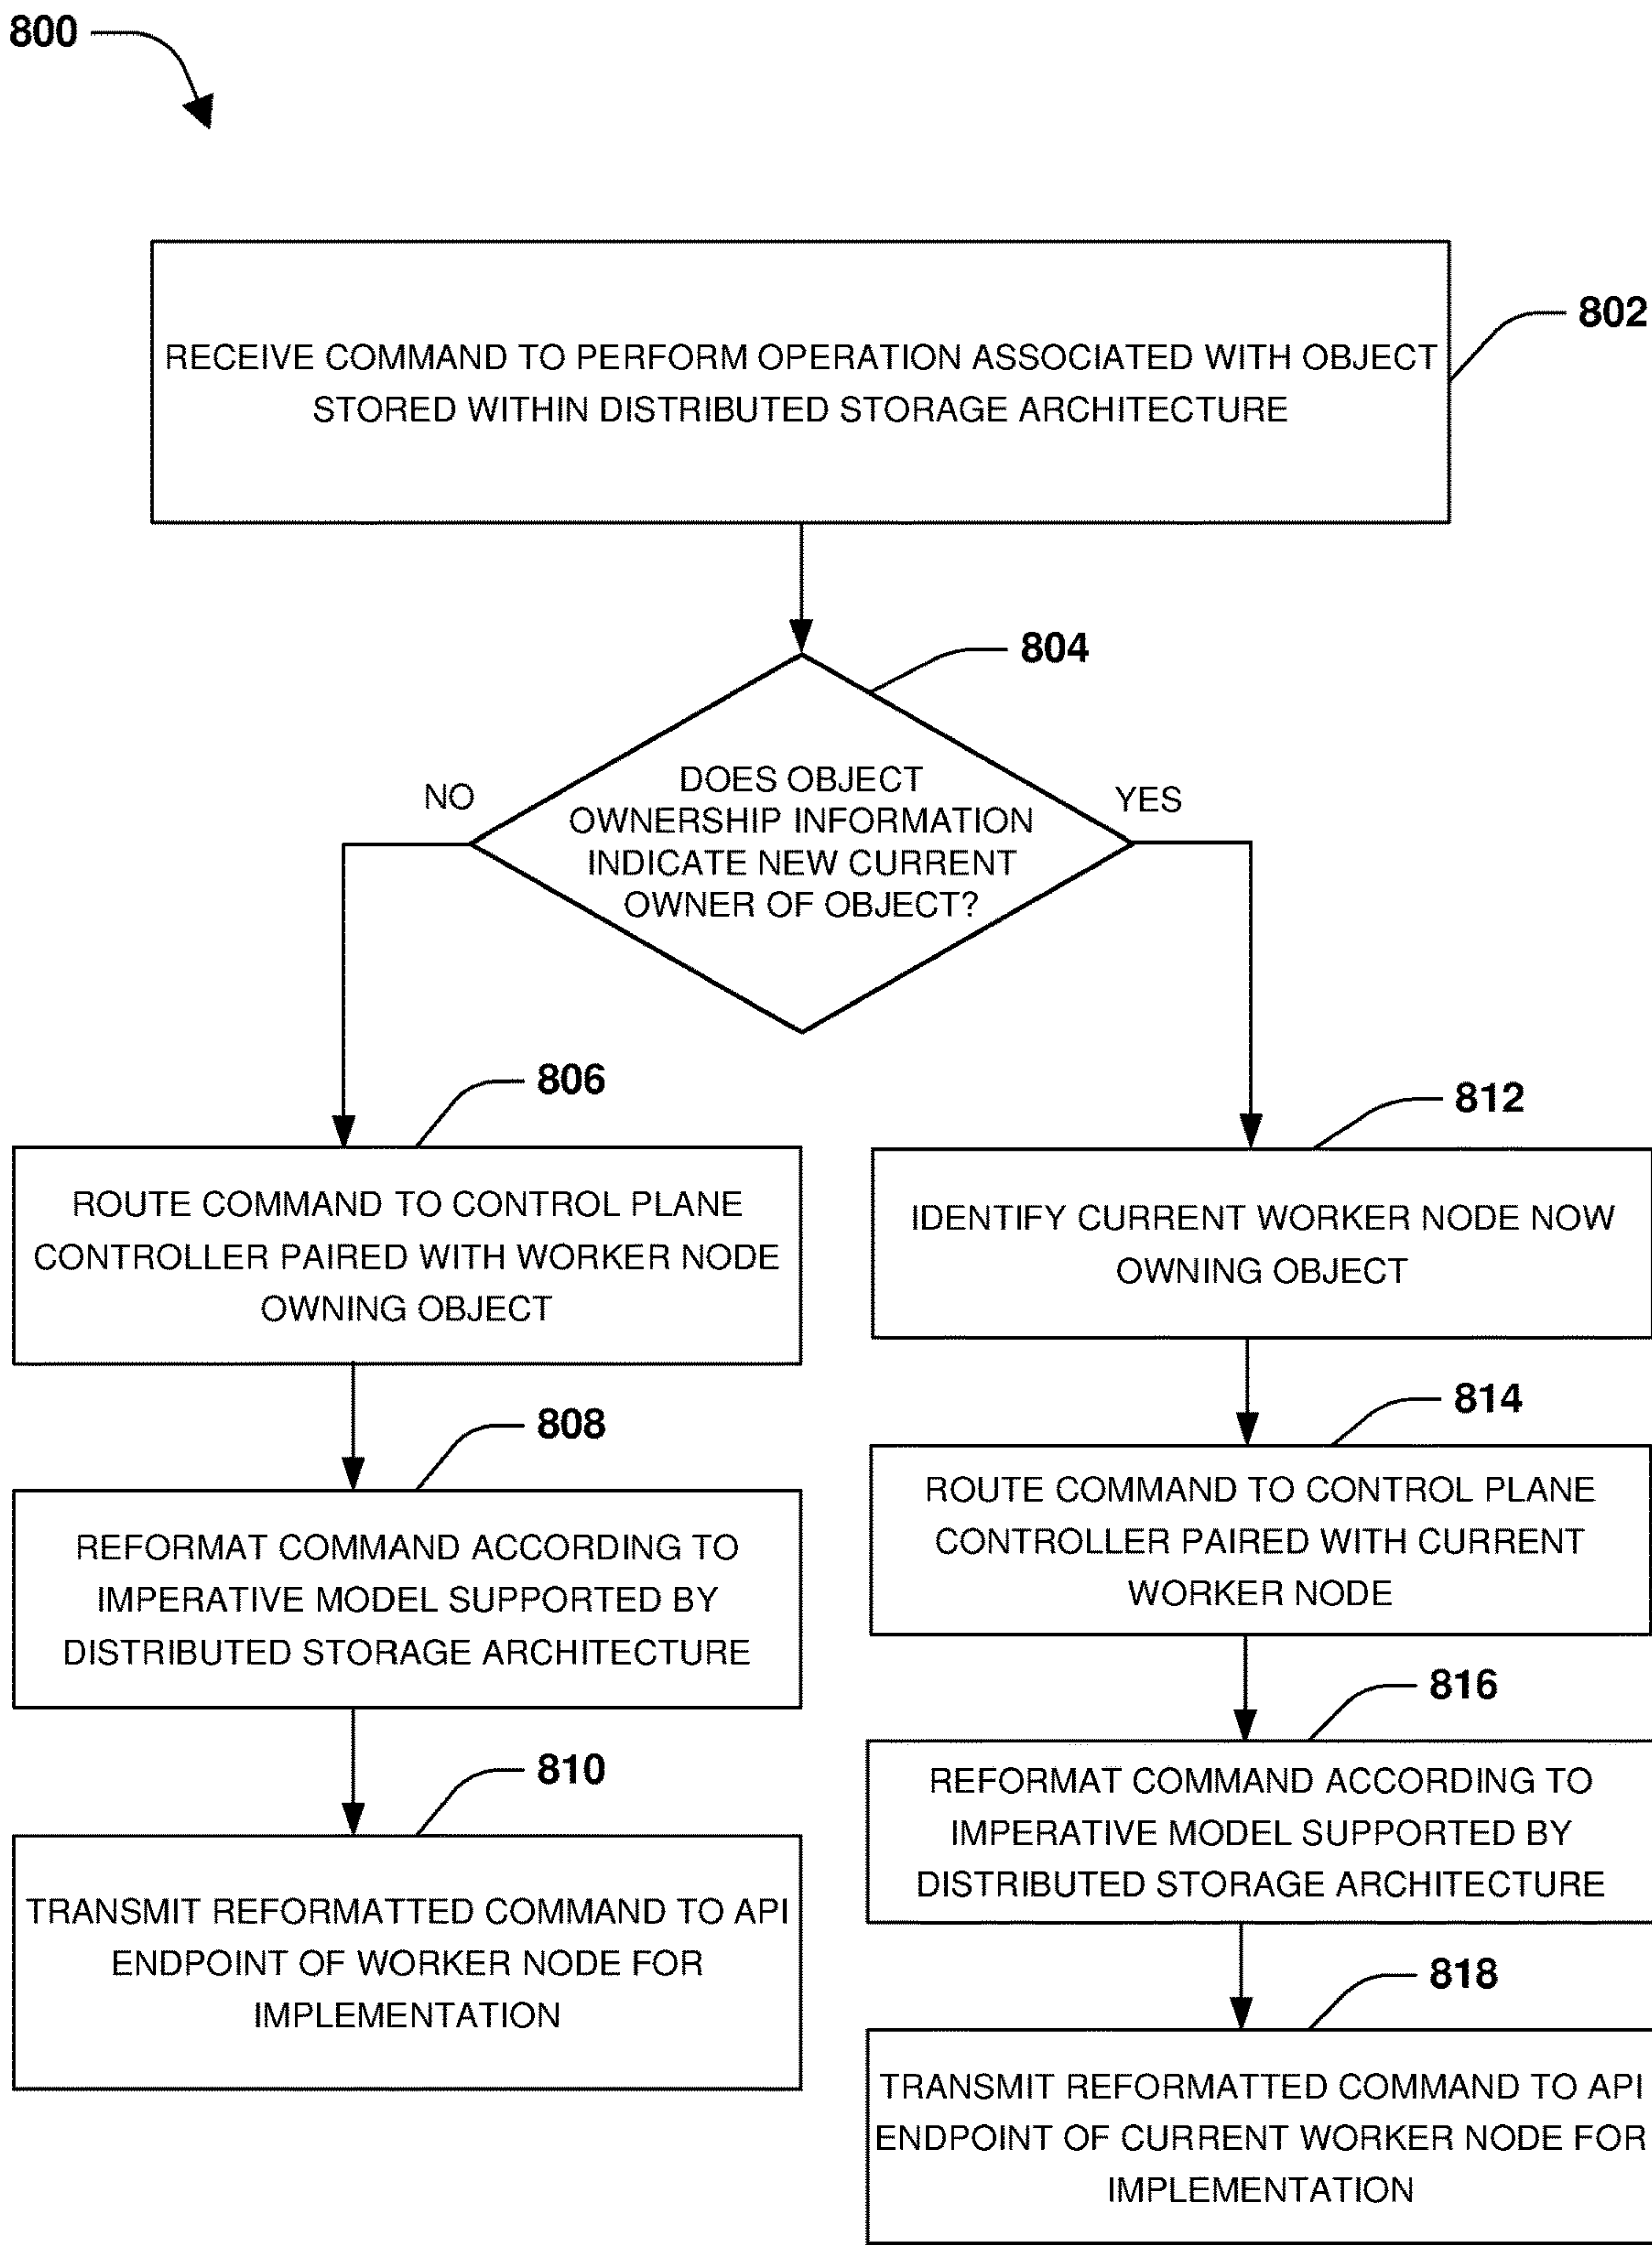 800
802
RECEIVE COMMAND TO PERFORM OPERATION ASSOCIATED WITH OBJECT
STORED WITHIN DISTRIBUTED STORAGE ARCHITECTURE
804
DOES OBJECT
OWNERSHIP INFORMATION
INDICATE NEW CURRENT
OWNER OF OBJECT?
NO
YES
806
ROUTE COMMAND TO CONTROL PLANE
CONTROLLER PAIRED WITH WORKER NODE
OWNING OBJECT
808
REFORMAT COMMAND ACCORDING TO
IMPERATIVE MODEL SUPPORTED BY
DISTRIBUTED STORAGE ARCHITECTURE
810
TRANSMIT REFORMATTED COMMAND TO API
ENDPOINT OF WORKER NODE FOR
IMPLEMENTATION
812
IDENTIFY CURRENT WORKER NODE NOW
OWNING OBJECT
814
ROUTE COMMAND TO CONTROL PLANE
CONTROLLER PAIRED WITH CURRENT
WORKER NODE
816
REFORMAT COMMAND ACCORDING TO
IMPERATIVE MODEL SUPPORTED BY
DISTRIBUTED STORAGE ARCHITECTURE
818
TRANSMIT REFORMATTED COMMAND TO API
ENDPOINT OF CURRENT WORKER NODE FOR
IMPLEMENTATION